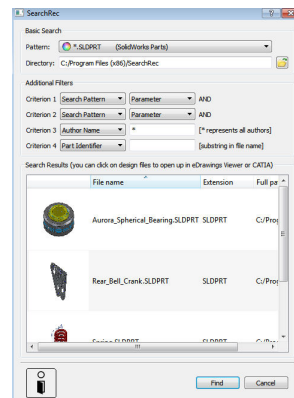 SearchRec
Basic Search
Pattern: *.SLDPRT (SolidWorks Parts)
Directory: C:/Program Files (x86)/SearchRec
Additional Filters
Criterion 1 Search Pattern Parameter AND
Criterion 2 Search Pattern Parameter AND
Criterion 3 Author Name * [* represents all authors]
Criterion 4 Part Identifier [substring in file name]
Search Results (you can click on design files to open up in eDrawings Viewer or CATIA)
File name Extension Full pa
Aurora_Spherical_Bearing.SLDPRT SLDPRT C:/Prog
Rear_Bell_Crank.SLDPRT SLDPRT C:/Prog
Find Cancel